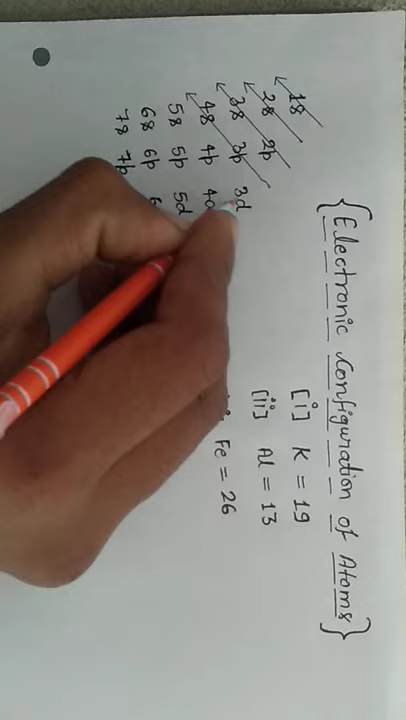 {Electronic Configuration of Atoms}
1s
2s 2p
3s 3p 3d
4s 4p
5s 5p 5d
6s 6p
7s 7p
[i] K = 19
[ii] Al = 13
Fe = 26